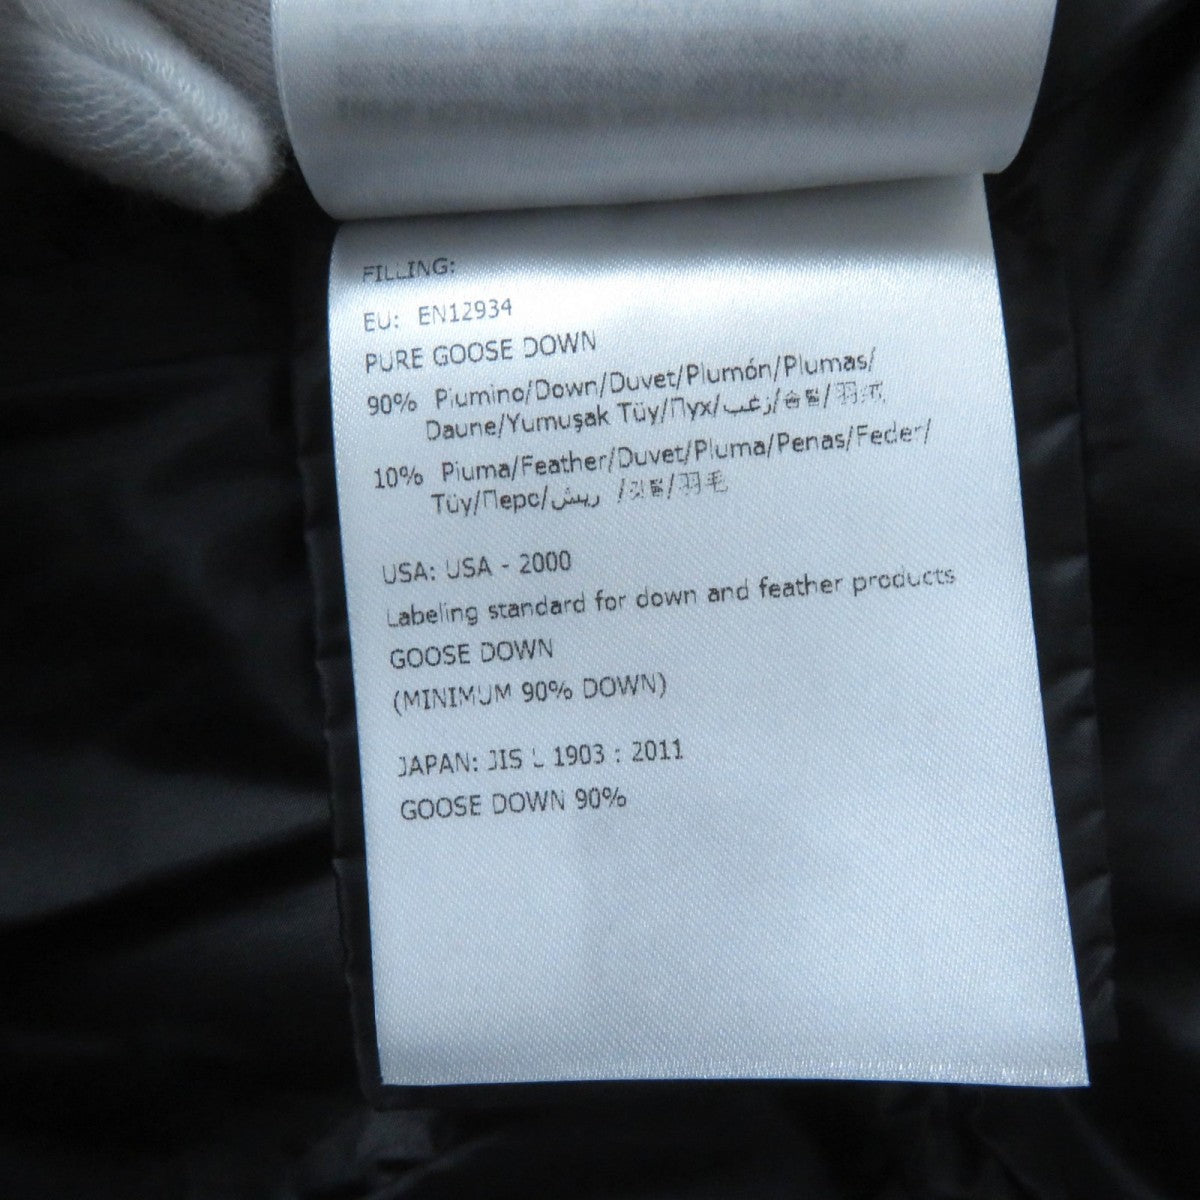 FILLING:
EU: EN12934
PURE GOOSE DOWN
90% Piumino/Down/Duvet/Plumón/Plumas/
Daune/Yumuşak Tüy/Пух/زغب/솜털/羽绒
10% Piuma/Feather/Duvet/Pluma/Penas/Feder/
Tüy/Перо/ريش /깃털/羽毛
USA: USA - 2000
Labeling standard for down and feather products
GOOSE DOWN
(MINIMUM 90% DOWN)
JAPAN: JIS L 1903 : 2011
GOOSE DOWN 90%